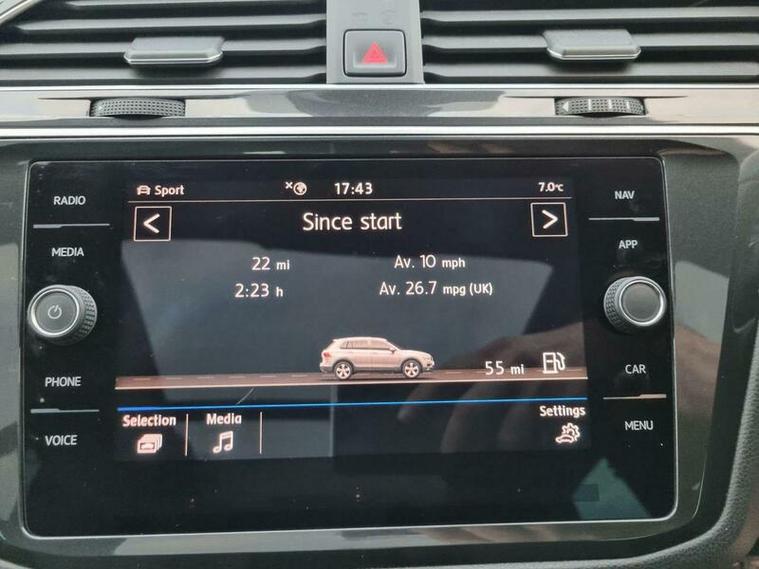 RADIO
MEDIA
PHONE
VOICE
Sport
17:43
7.0°C
Since start
22 mi
Av. 10 mph
2:23 h
Av. 26.7 mpg (UK)
55 mi
Selection
Media
Settings
NAV
APP
CAR
MENU